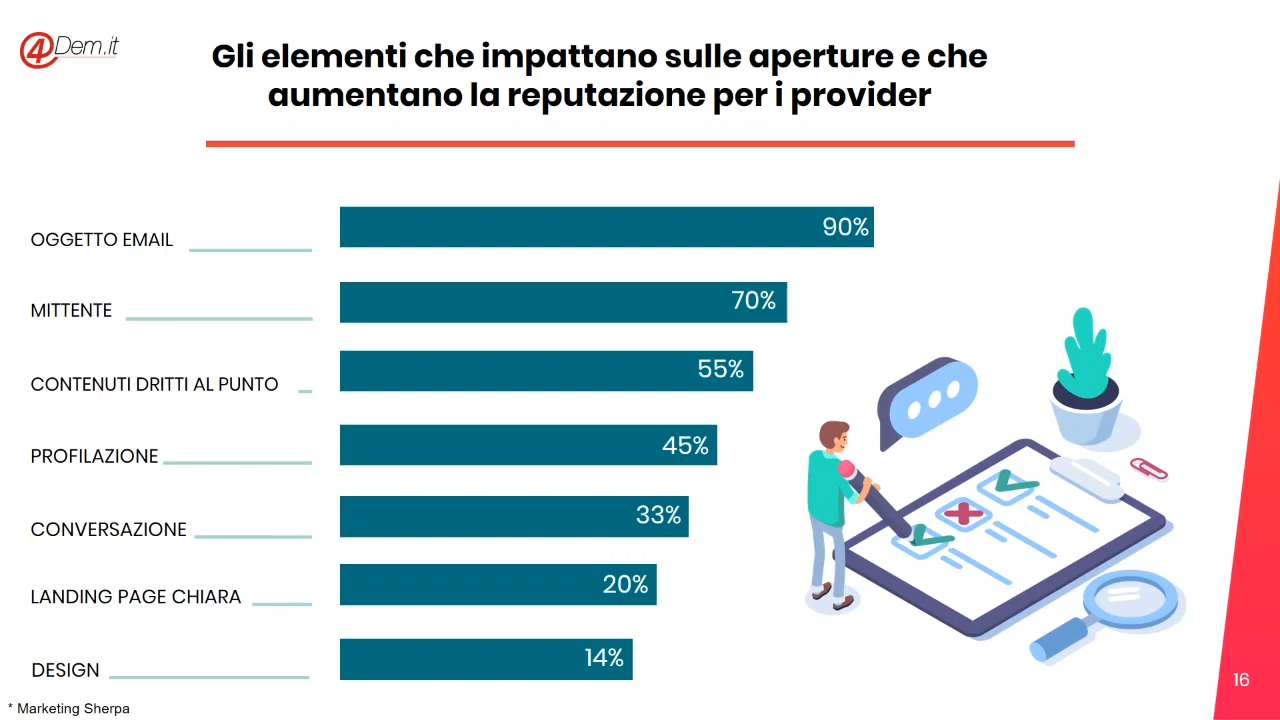 4Dem.it
Gli elementi che impattano sulle aperture e che
aumentano la reputazione per i provider
OGGETTO EMAIL
90%
MITTENTE
70%
CONTENUTI DRITTI AL PUNTO
55%
PROFILAZIONE
45%
CONVERSAZIONE
33%
LANDING PAGE CHIARA
20%
DESIGN
14%
* Marketing Sherpa
16